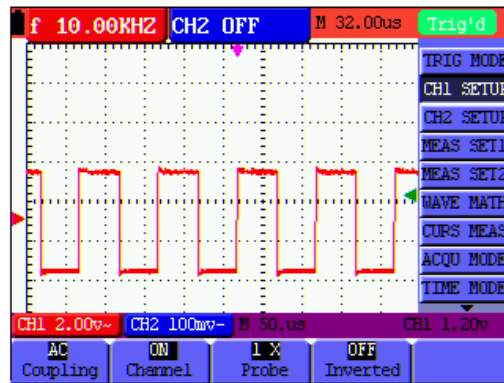 f 10.00KHZ CH2 OFF M 32.00us Trig'd
TRIG MODE
CH1 SETUP
CH2 SETUP
MEAS SET1
MEAS SET2
WAVE MATH
CURS MEAS
ACQU MODE
TIME MODE
CH1 2.00v~ CH2 100mv- M 50.us CH1 1.20v
AC ON 1 X OFF
Coupling Channel Probe Inverted